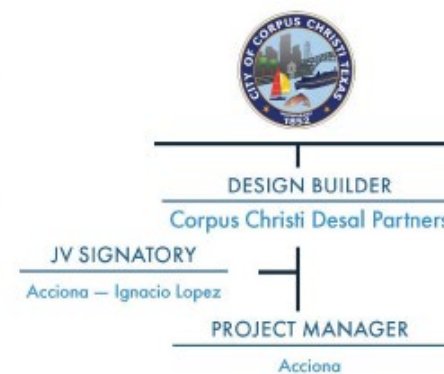 CITY OF CORPUS CHRISTI TEXAS
1852
DESIGN BUILDER
Corpus Christi Desal Partners
JV SIGNATORY
Acciona — Ignacio Lopez
PROJECT MANAGER
Acciona